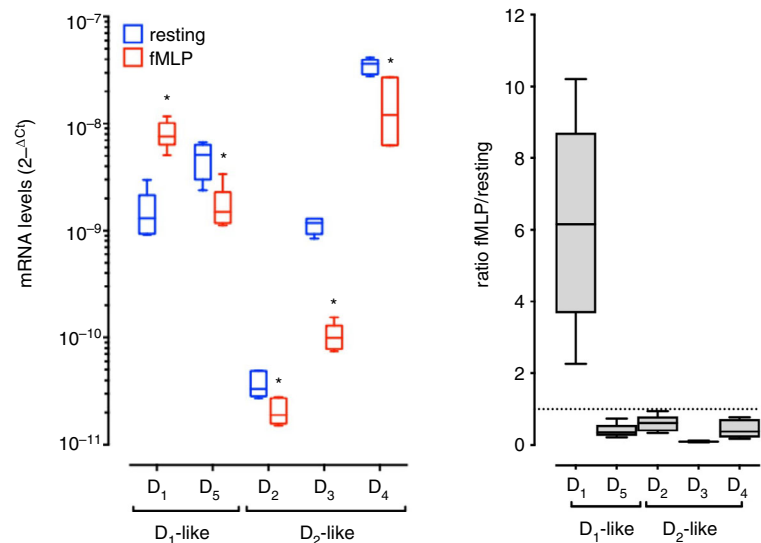 mRNA levels (2–ΔCt)
10–7
10–8
10–9
10–10
10–11
resting
fMLP
*
*
*
*
*
D1 D5 D2 D3 D4
D1-like D2-like
ratio fMLP/resting
12
10
8
6
4
2
0
D1 D5 D2 D3 D4
D1-like D2-like